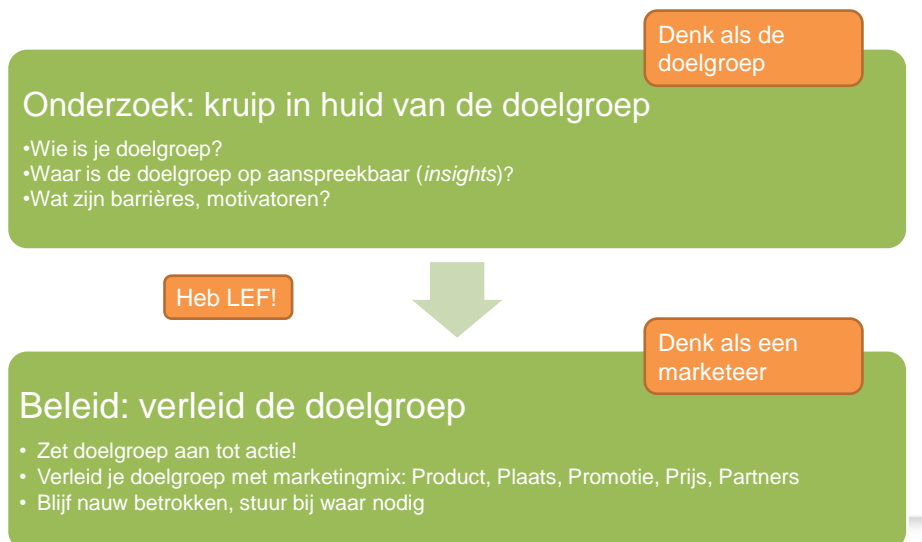 Denk als de
doelgroep
Onderzoek: kruip in huid van de doelgroep
•Wie is je doelgroep?
•Waar is de doelgroep op aanspreekbaar (insights)?
•Wat zijn barrières, motivatoren?
Heb LEF!
Denk als een
marketeer
Beleid: verleid de doelgroep
• Zet doelgroep aan tot actie!
• Verleid je doelgroep met marketingmix: Product, Plaats, Promotie, Prijs, Partners
• Blijf nauw betrokken, stuur bij waar nodig